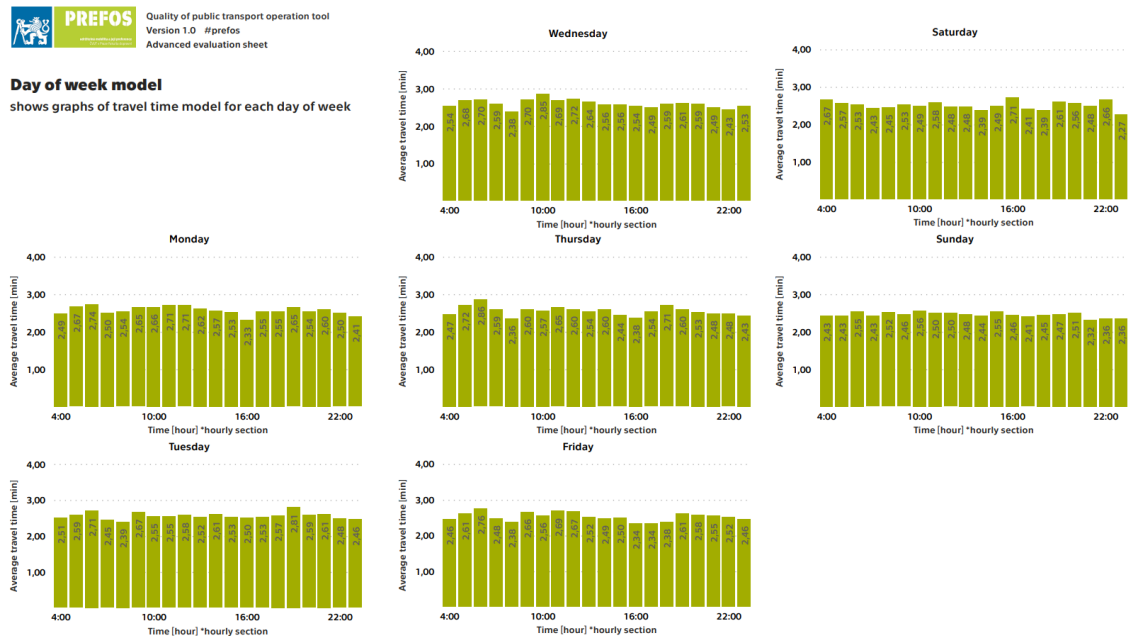 PREFOS
Quality of public transport operation tool
Version 1.0 #prefos
Advanced evaluation sheet
Day of week model
shows graphs of travel time model for each day of week
Wednesday
Average travel time [min]
4,00
3,00
2,00
1,00
2,54 2,68 2,70 2,59 2,38 2,70 2,85 2,69 2,72 2,64 2,56 2,56 2,54 2,49 2,59 2,61 2,59 2,49 2,43 2,53
4:00 10:00 16:00 22:00
Time [hour] *hourly section
Saturday
Average travel time [min]
4,00
3,00
2,00
1,00
2,67 2,57 2,53 2,43 2,45 2,53 2,49 2,58 2,48 2,48 2,39 2,49 2,71 2,41 2,39 2,61 2,56 2,48 2,66 2,27
4:00 10:00 16:00 22:00
Time [hour] *hourly section
Monday
Average travel time [min]
4,00
3,00
2,00
1,00
2,49 2,67 2,74 2,50 2,54 2,65 2,66 2,71 2,71 2,62 2,57 2,53 2,33 2,55 2,55 2,65 2,54 2,60 2,50 2,41
4:00 10:00 16:00 22:00
Time [hour] *hourly section
Thursday
Average travel time [min]
4,00
3,00
2,00
1,00
2,47 2,72 2,86 2,59 2,36 2,60 2,57 2,65 2,60 2,54 2,60 2,44 2,38 2,54 2,71 2,60 2,53 2,48 2,48 2,43
4:00 10:00 16:00 22:00
Time [hour] *hourly section
Sunday
Average travel time [min]
4,00
3,00
2,00
1,00
2,43 2,43 2,55 2,43 2,52 2,46 2,56 2,50 2,50 2,48 2,44 2,55 2,46 2,41 2,45 2,47 2,51 2,32 2,36 2,36
4:00 10:00 16:00 22:00
Time [hour] *hourly section
Tuesday
Average travel time [min]
4,00
3,00
2,00
1,00
2,51 2,59 2,71 2,45 2,39 2,67 2,55 2,55 2,58 2,52 2,61 2,53 2,50 2,53 2,57 2,81 2,59 2,61 2,48 2,46
4:00 10:00 16:00 22:00
Time [hour] *hourly section
Friday
Average travel time [min]
4,00
3,00
2,00
1,00
2,46 2,61 2,76 2,48 2,38 2,66 2,56 2,69 2,67 2,52 2,49 2,50 2,34 2,34 2,38 2,61 2,58 2,55 2,52 2,46
4:00 10:00 16:00 22:00
Time [hour] *hourly section